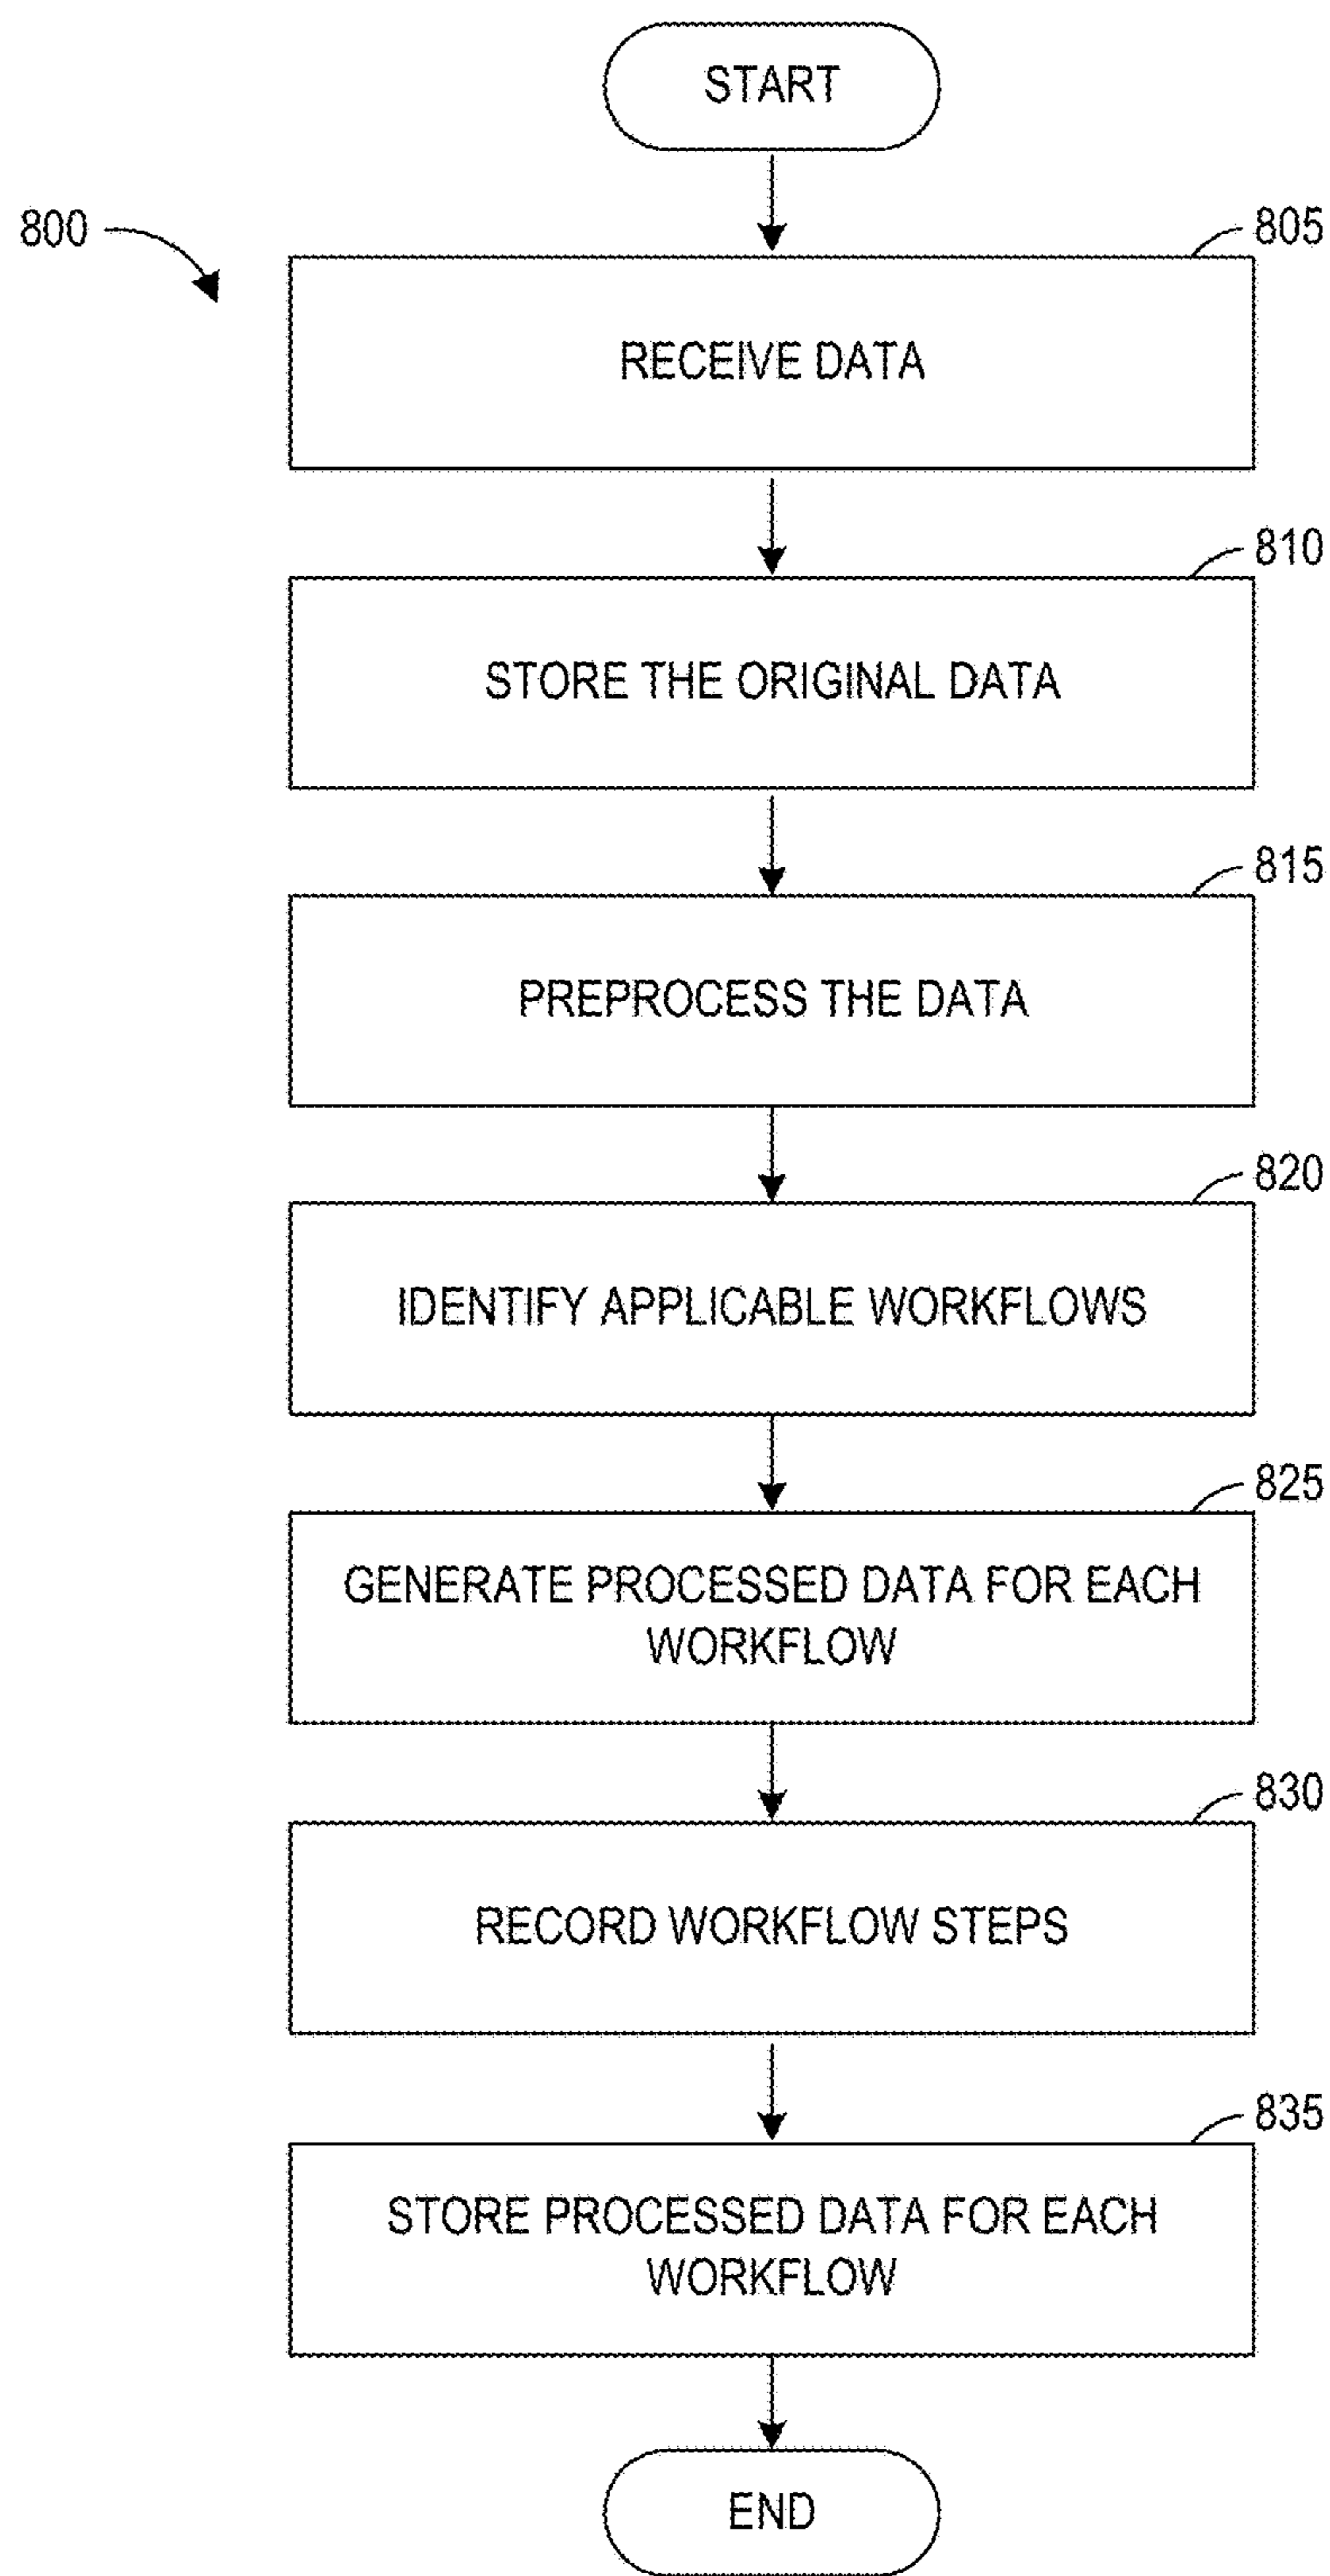 START
800
805
RECEIVE DATA
810
STORE THE ORIGINAL DATA
815
PREPROCESS THE DATA
820
IDENTIFY APPLICABLE WORKFLOWS
825
GENERATE PROCESSED DATA FOR EACH
WORKFLOW
830
RECORD WORKFLOW STEPS
835
STORE PROCESSED DATA FOR EACH
WORKFLOW
END